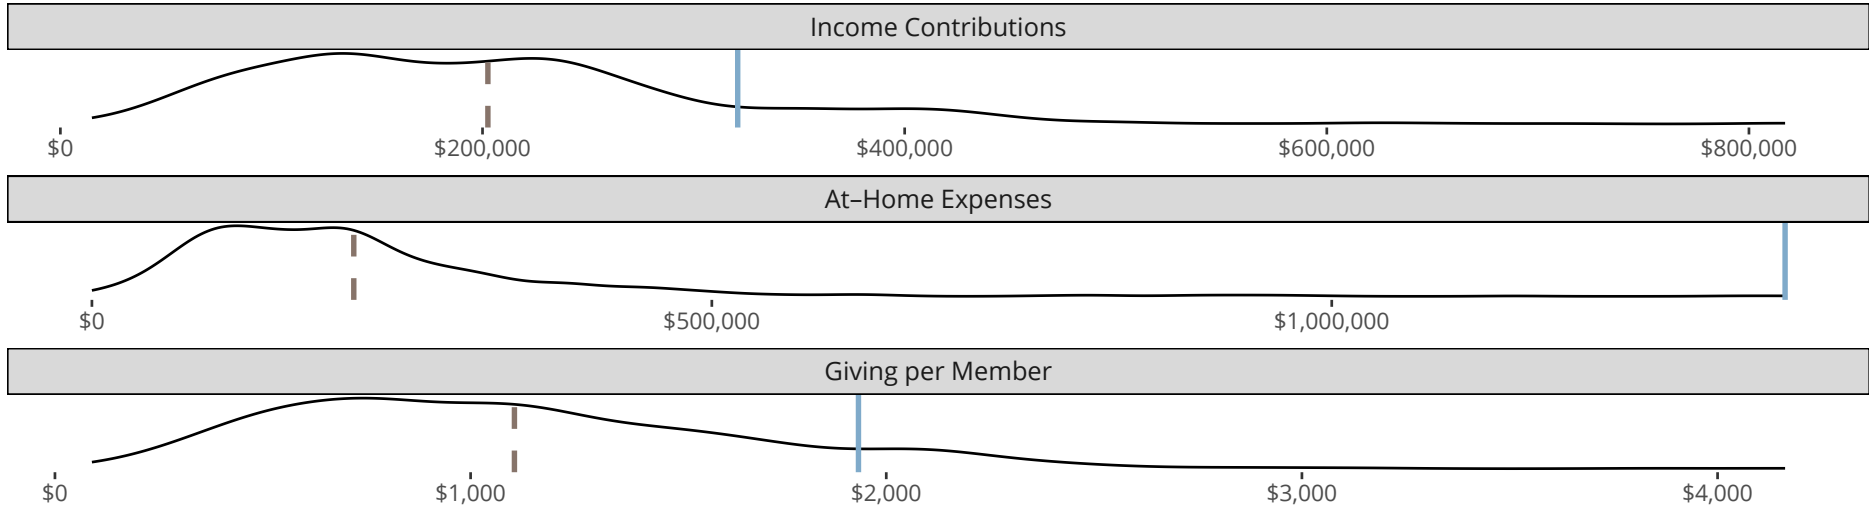 Income Contributions
$0 $200,000 $400,000 $600,000 $800,000
At–Home Expenses
$0 $500,000 $1,000,000
Giving per Member
$0 $1,000 $2,000 $3,000 $4,000